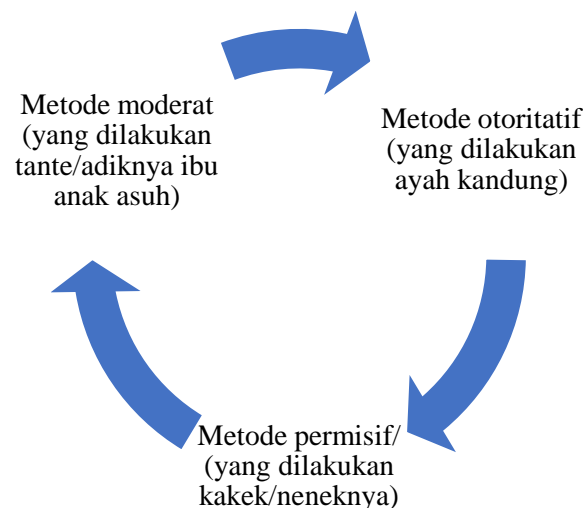 Metode moderat
(yang dilakukan
tante/adiknya ibu
anak asuh)
Metode otoritatif
(yang dilakukan
ayah kandung)
Metode permisif/
(yang dilakukan
kakek/neneknya)